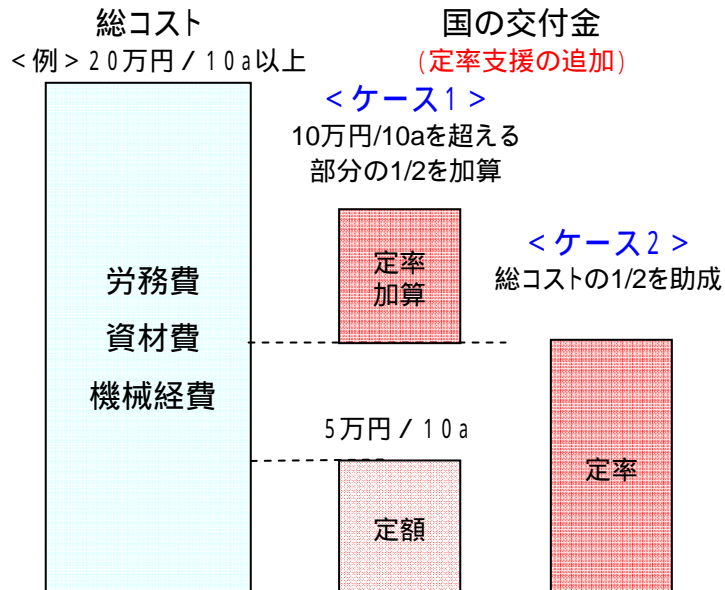 総コスト
＜例＞20万円／10a以上
労務費
資材費
機械経費
国の交付金
(定率支援の追加)
＜ケース1＞
10万円/10aを超える
部分の1/2を加算
定率
加算
5万円／10a
定額
＜ケース2＞
総コストの1/2を助成
定率